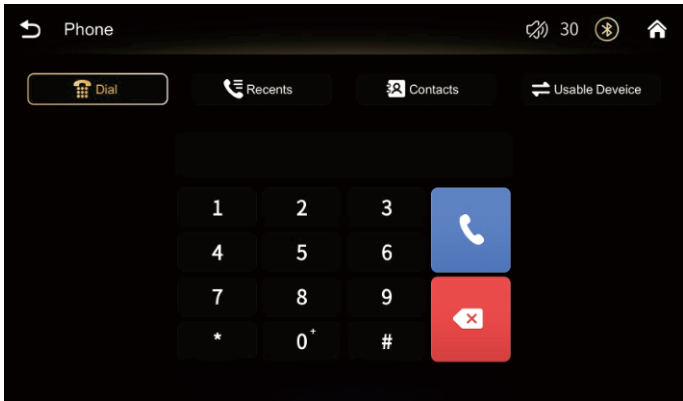 Phone 30
Dial Recents Contacts Usable Deveice
1 2 3
4 5 6
7 8 9
* 0+ #